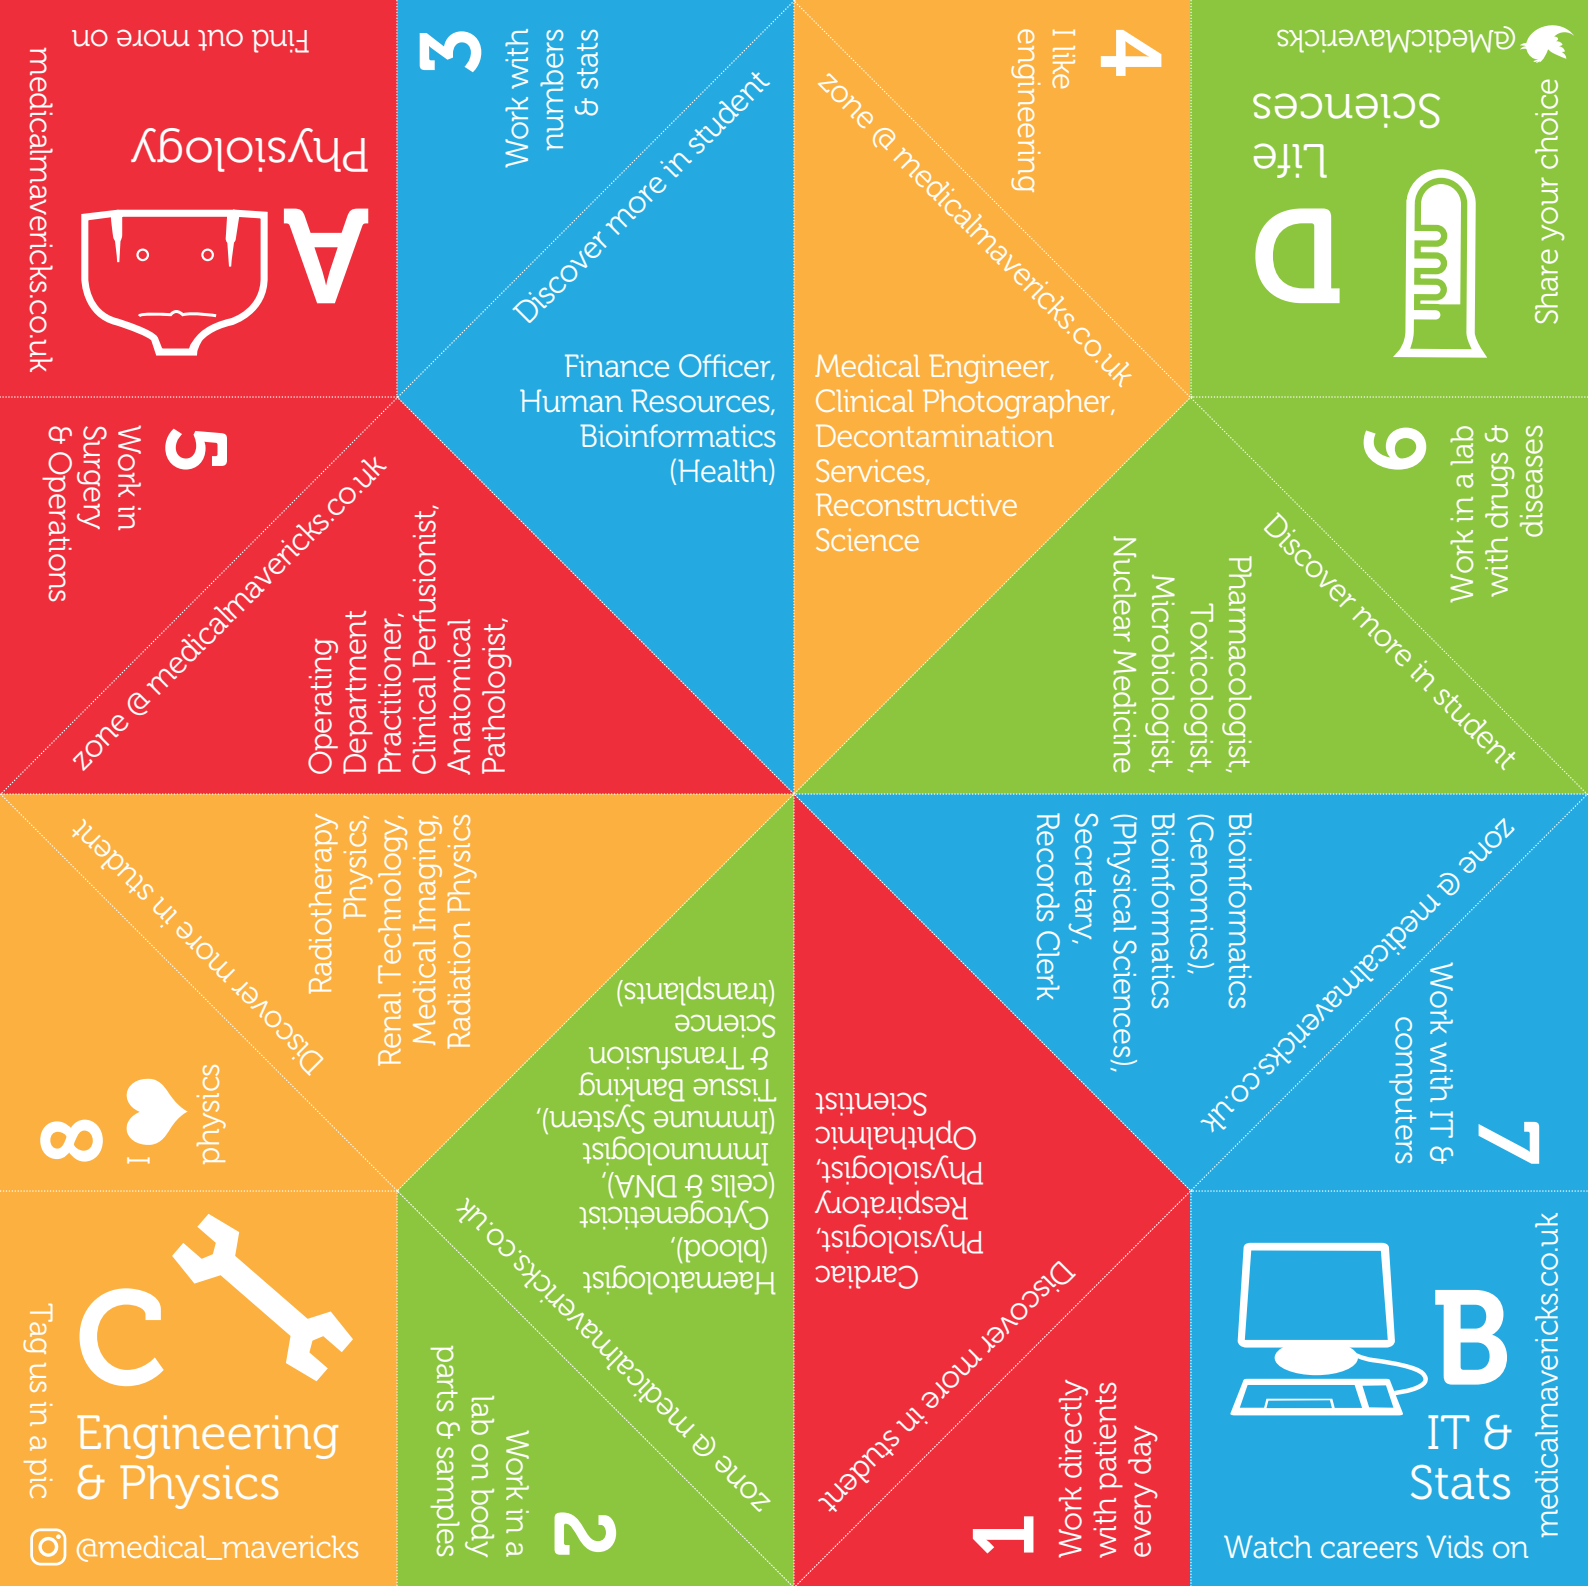 Find out more on
medicalmavericks.co.uk
Physiology
A
3
Work with
numbers
& stats
Discover more in student
Finance Officer,
Human Resources,
Bioinformatics
(Health)
4
I like
engineering
zone @ medicalmavericks.co.uk
Medical Engineer,
Clinical Photographer,
Decontamination
Services,
Reconstructive
Science
@MedicMavericks
Share your choice
Life
Sciences
D
5
Work in
Surgery
& Operations
zone @ medicalmavericks.co.uk
Operating
Department
Practitioner,
Clinical Perfusionist,
Anatomical
Pathologist,
6
Work in a lab
with drugs &
diseases
Discover more in student
Pharmacologist,
Toxicologist,
Microbiologist,
Nuclear Medicine
8
I
physics
Discover more in student
Radiotherapy
Physics,
Renal Technology,
Medical Imaging,
Radiation Physics
7
Work with IT &
computers
zone @ medicalmavericks.co.uk
Bioinformatics
(Genomics),
Bioinformatics
(Physical Sciences),
Secretary,
Records Clerk
C
Engineering
& Physics
Tag us in a pic
@medical_mavericks
2
Work in a
lab on body
parts & samples
zone @ medicalmavericks.co.uk
Haematologist
(blood),
Cytogeneticist
(cells & DNA),
Immunologist
(Immune System),
Tissue Banking
& Transfusion
Science
(transplants)
1
Work directly
with patients
every day
Discover more in student
Cardiac
Physiologist,
Respiratory
Physiologist,
Ophthalmic
Scientist
B
IT &
Stats
Watch careers Vids on
medicalmavericks.co.uk